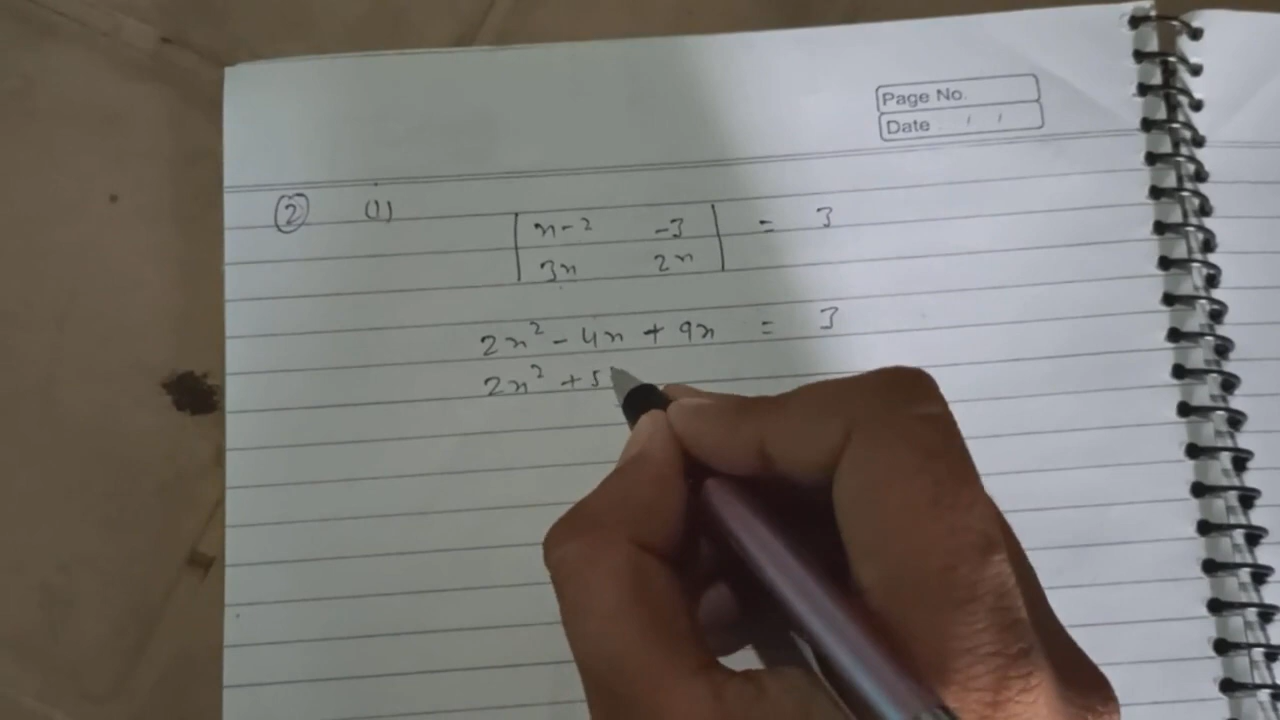 Page No.
Date / /
② (1)
| x-2 -3 | = 3
| 3x 2x |
2x² - 4x + 9x = 3
2x² + 5